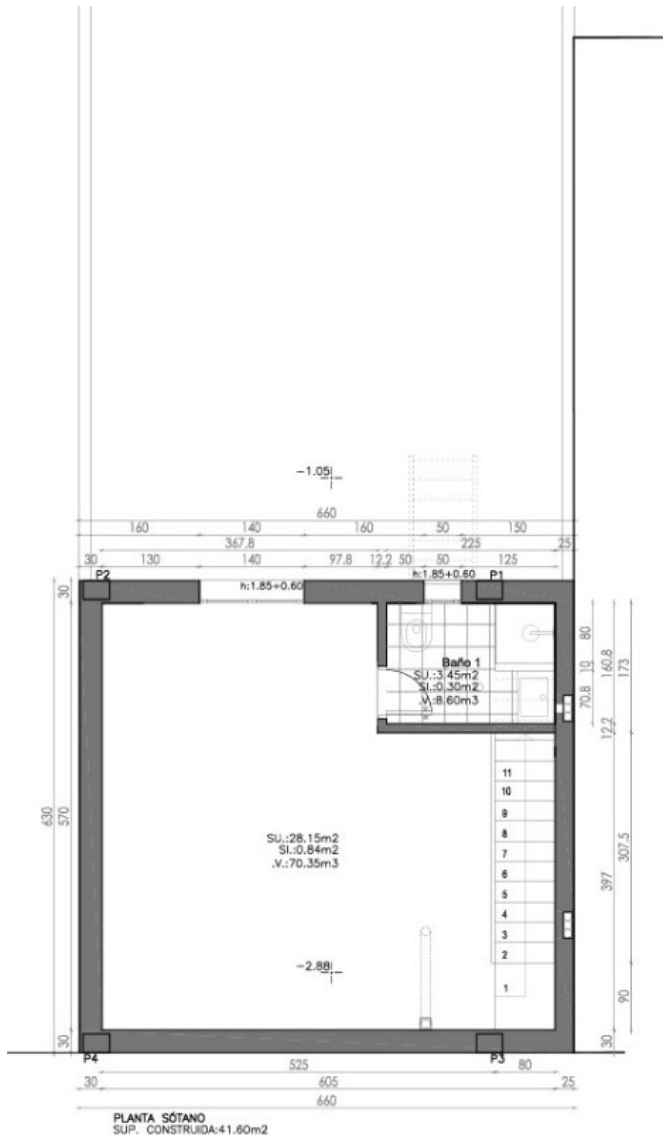 -1.05
660
160 140 160 50 150
367.8 225 25
30 130 140 97.8 12.2 50 50 125
P2 h:1.85+0.60 h:1.85+0.60 P1
30
80
10
70.8
12.2
160.8
173
Baño 1
SU.:3.45m2
SI.:0.30m2
.V.:8.60m3
11
10
9
8
7
6
5
4
3
2
1
630
570
SU.:28.15m2
SI.:0.84m2
.V.:70.35m3
307.5
397
-2.88
90
30
30
P4 P3
525 80
30 605 25
660
PLANTA SÓTANO
SUP. CONSTRUIDA:41.60m2